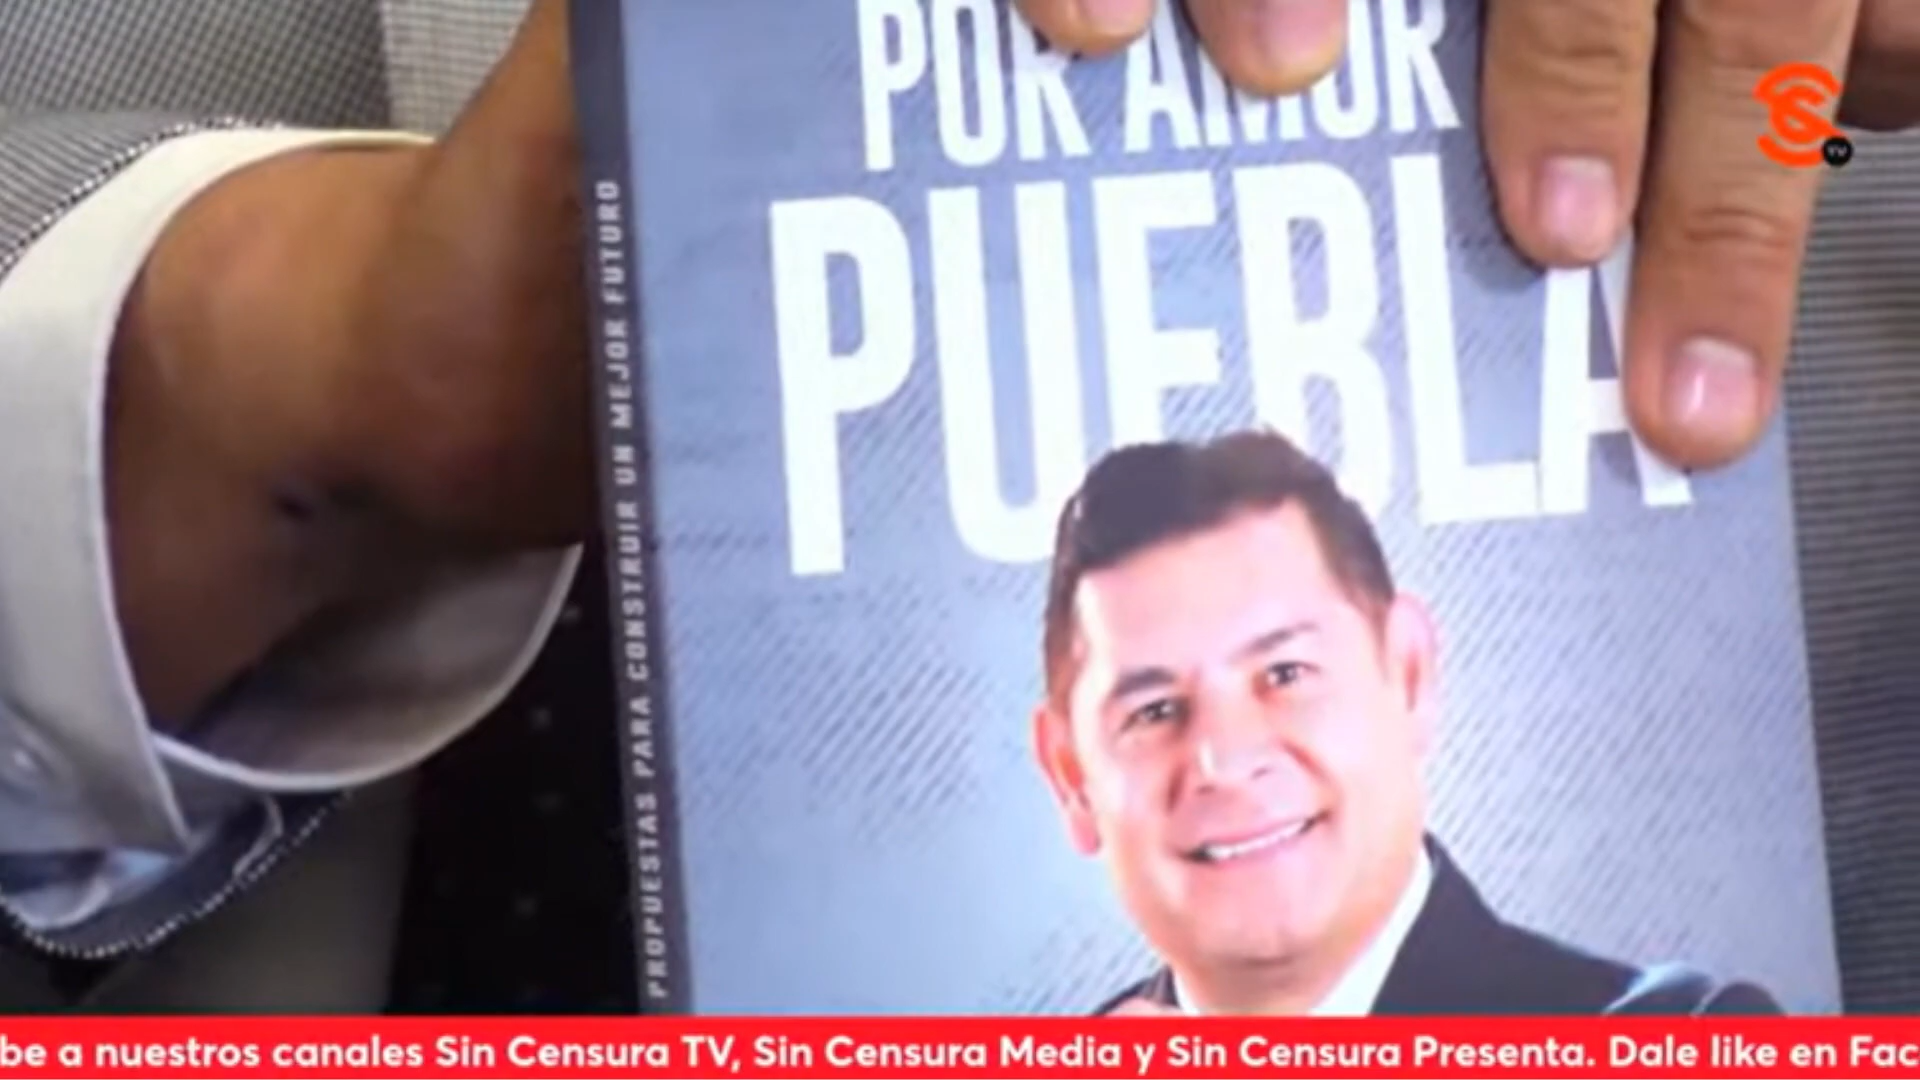 POR AMOR
PUEBLA
PROPUESTAS PARA CONSTRUIR UN MEJOR FUTURO
TV
be a nuestros canales Sin Censura TV, Sin Censura Media y Sin Censura Presenta. Dale like en Fac